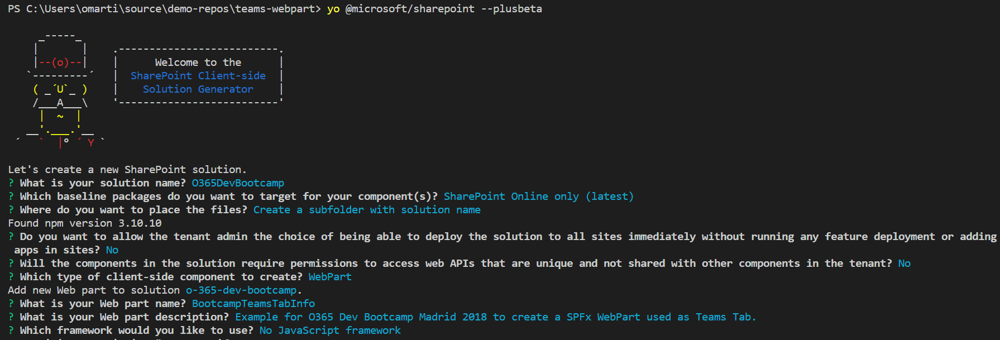 PS C:\Users\omarti\source\demo-repos\teams-webpart> yo @microsoft/sharepoint --plusbeta
Welcome to the
SharePoint Client-side
Solution Generator
Let's create a new SharePoint solution.
? What is your solution name? O365DevBootcamp
? Which baseline packages do you want to target for your component(s)? SharePoint Online only (latest)
? Where do you want to place the files? Create a subfolder with solution name
Found npm version 3.10.10
? Do you want to allow the tenant admin the choice of being able to deploy the solution to all sites immediately without running any feature deployment or adding
apps in sites? No
? Will the components in the solution require permissions to access web APIs that are unique and not shared with other components in the tenant? No
? Which type of client-side component to create? WebPart
Add new Web part to solution o-365-dev-bootcamp.
? What is your Web part name? BootcampTeamsTabInfo
? What is your Web part description? Example for O365 Dev Bootcamp Madrid 2018 to create a SPFx WebPart used as Teams Tab.
? Which framework would you like to use? No JavaScript framework